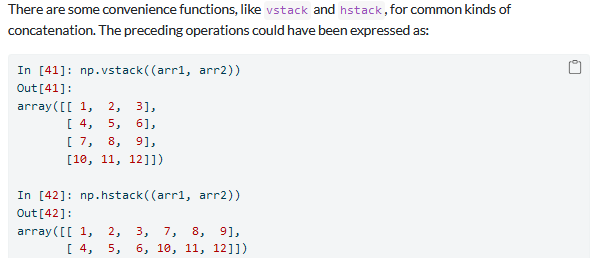 There are some convenience functions, like vstack and hstack, for common kinds of
concatenation. The preceding operations could have been expressed as:
In [41]: np.vstack((arr1, arr2))
Out[41]:
array([[ 1,  2,  3],
       [ 4,  5,  6],
       [ 7,  8,  9],
       [10, 11, 12]])
In [42]: np.hstack((arr1, arr2))
Out[42]:
array([[ 1,  2,  3,  7,  8,  9],
       [ 4,  5,  6, 10, 11, 12]])